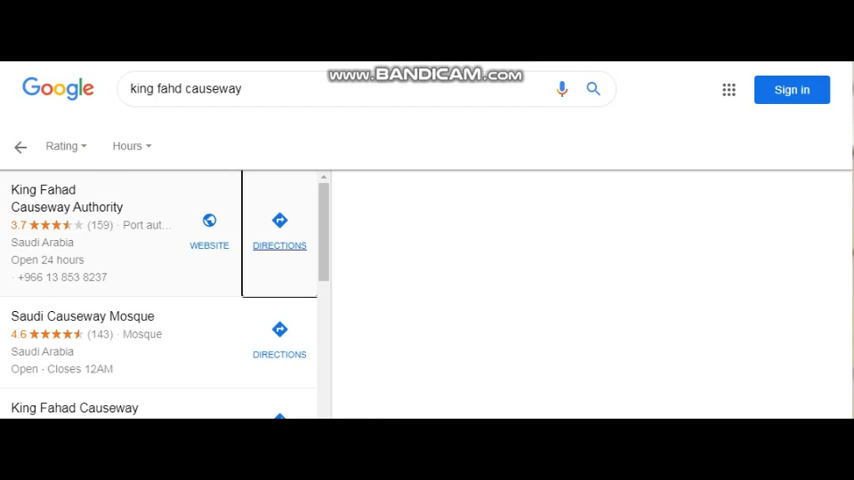 www.BANDICAM.com
Google
king fahd causeway
Sign in
Rating
Hours
King Fahad
Causeway Authority
3.7 (159) · Port aut...
Saudi Arabia
Open 24 hours
· +966 13 853 8237
WEBSITE
DIRECTIONS
Saudi Causeway Mosque
4.6 (143) · Mosque
Saudi Arabia
Open · Closes 12AM
DIRECTIONS
King Fahad Causeway